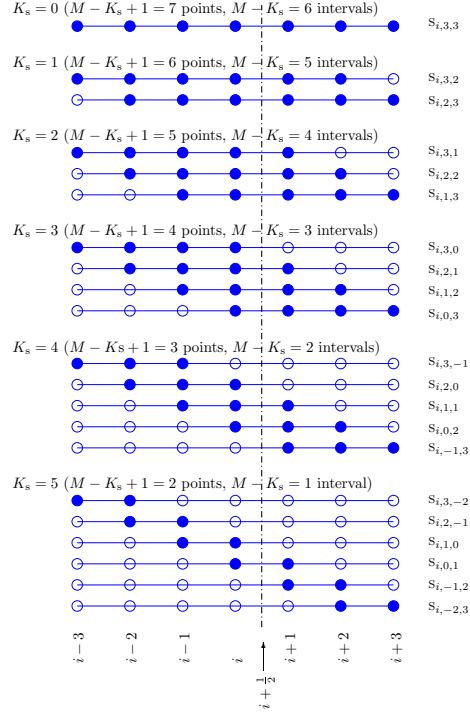 K_s = 0 (M − K_s + 1 = 7 points, M − K_s = 6 intervals)
s_{i,3,3}
K_s = 1 (M − K_s + 1 = 6 points, M − K_s = 5 intervals)
s_{i,3,2}
s_{i,2,3}
K_s = 2 (M − K_s + 1 = 5 points, M − K_s = 4 intervals)
s_{i,3,1}
s_{i,2,2}
s_{i,1,3}
K_s = 3 (M − K_s + 1 = 4 points, M − K_s = 3 intervals)
s_{i,3,0}
s_{i,2,1}
s_{i,1,2}
s_{i,0,3}
K_s = 4 (M − Ks + 1 = 3 points, M − K_s = 2 intervals)
s_{i,3,−1}
s_{i,2,0}
s_{i,1,1}
s_{i,0,2}
s_{i,−1,3}
K_s = 5 (M − K_s + 1 = 2 points, M − K_s = 1 interval)
s_{i,3,−2}
s_{i,2,−1}
s_{i,1,0}
s_{i,0,1}
s_{i,−1,2}
s_{i,−2,3}
i − 3
i − 2
i − 1
i
i + 1/2
i + 1
i + 2
i + 3